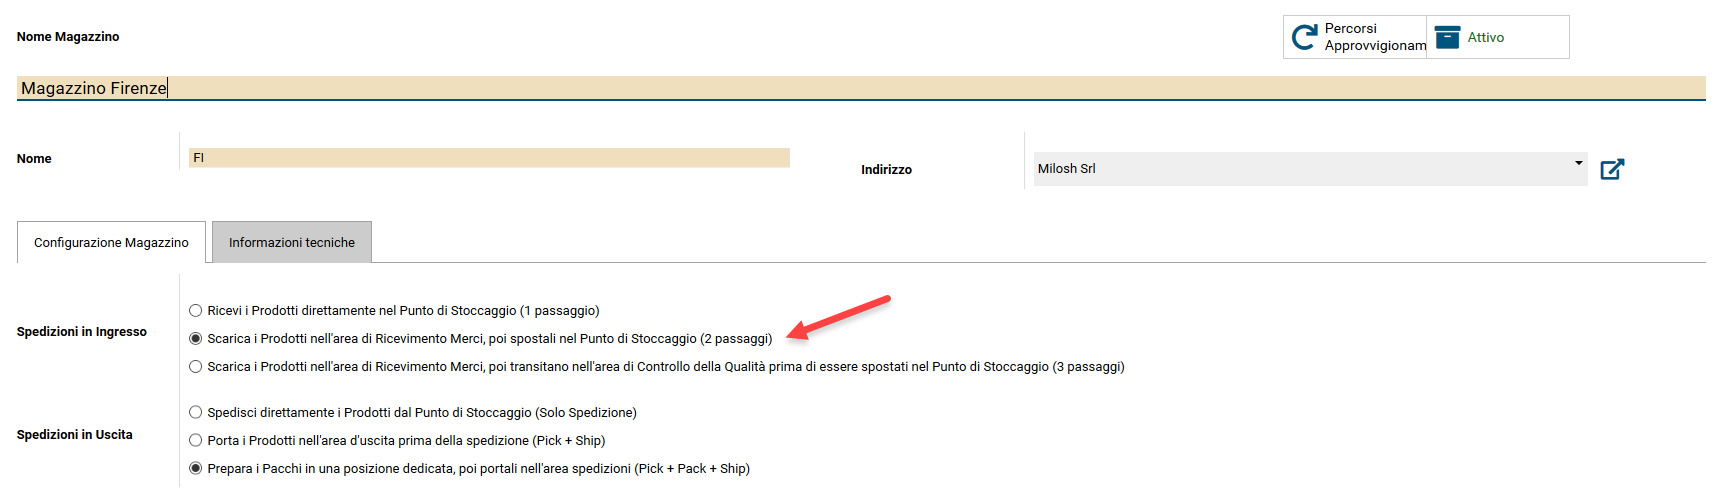 Nome Magazzino
Percorsi
Approvvigionam
Attivo
Magazzino Firenze
Nome
FI
Indirizzo
Milosh Srl
Configurazione Magazzino
Informazioni tecniche
Spedizioni in Ingresso
Ricevi i Prodotti direttamente nel Punto di Stoccaggio (1 passaggio)
Scarica i Prodotti nell'area di Ricevimento Merci, poi spostali nel Punto di Stoccaggio (2 passaggi)
Scarica i Prodotti nell'area di Ricevimento Merci, poi transitano nell'area di Controllo della Qualità prima di essere spostati nel Punto di Stoccaggio (3 passaggi)
Spedizioni in Uscita
Spedisci direttamente i Prodotti dal Punto di Stoccaggio (Solo Spedizione)
Porta i Prodotti nell'area d'uscita prima della spedizione (Pick + Ship)
Prepara i Pacchi in una posizione dedicata, poi portali nell'area spedizioni (Pick + Pack + Ship)